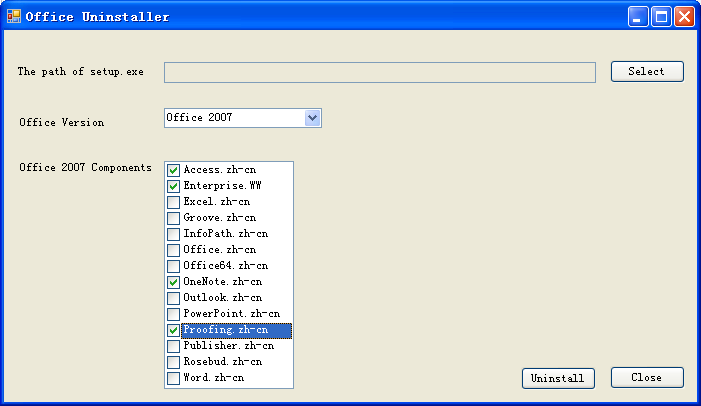 Office Uninstaller
The path of setup.exe
Select
Office Version
Office 2007
Office 2007 Components
Access.zh-cn
Enterprise.WW
Excel.zh-cn
Groove.zh-cn
InfoPath.zh-cn
Office.zh-cn
Office64.zh-cn
OneNote.zh-cn
Outlook.zh-cn
PowerPoint.zh-cn
Proofing.zh-cn
Publisher.zh-cn
Rosebud.zh-cn
Word.zh-cn
Uninstall
Close